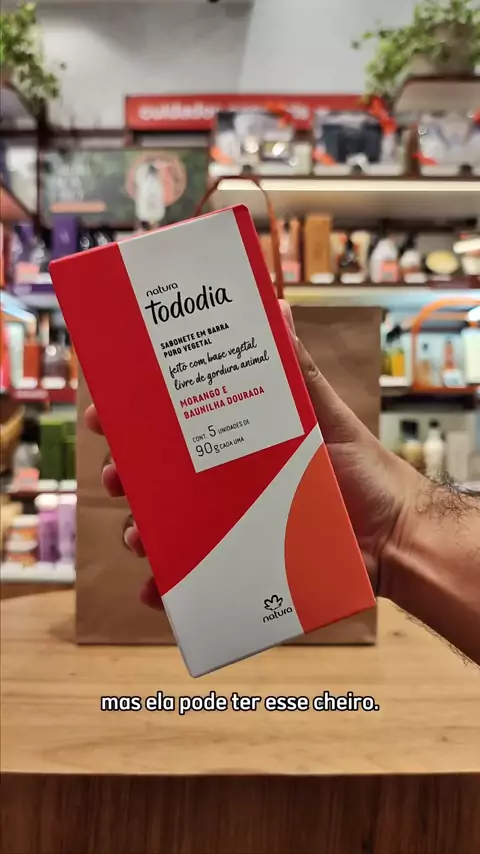 natura
tododia
SABONETE EM BARRA
PURO VEGETAL
feito com base vegetal
livre de gordura animal
MORANGO E
BAUNILHA DOURADA
CONT. 5 UNIDADES DE
90g CADA UMA
natura
mas ela pode ter esse cheiro.